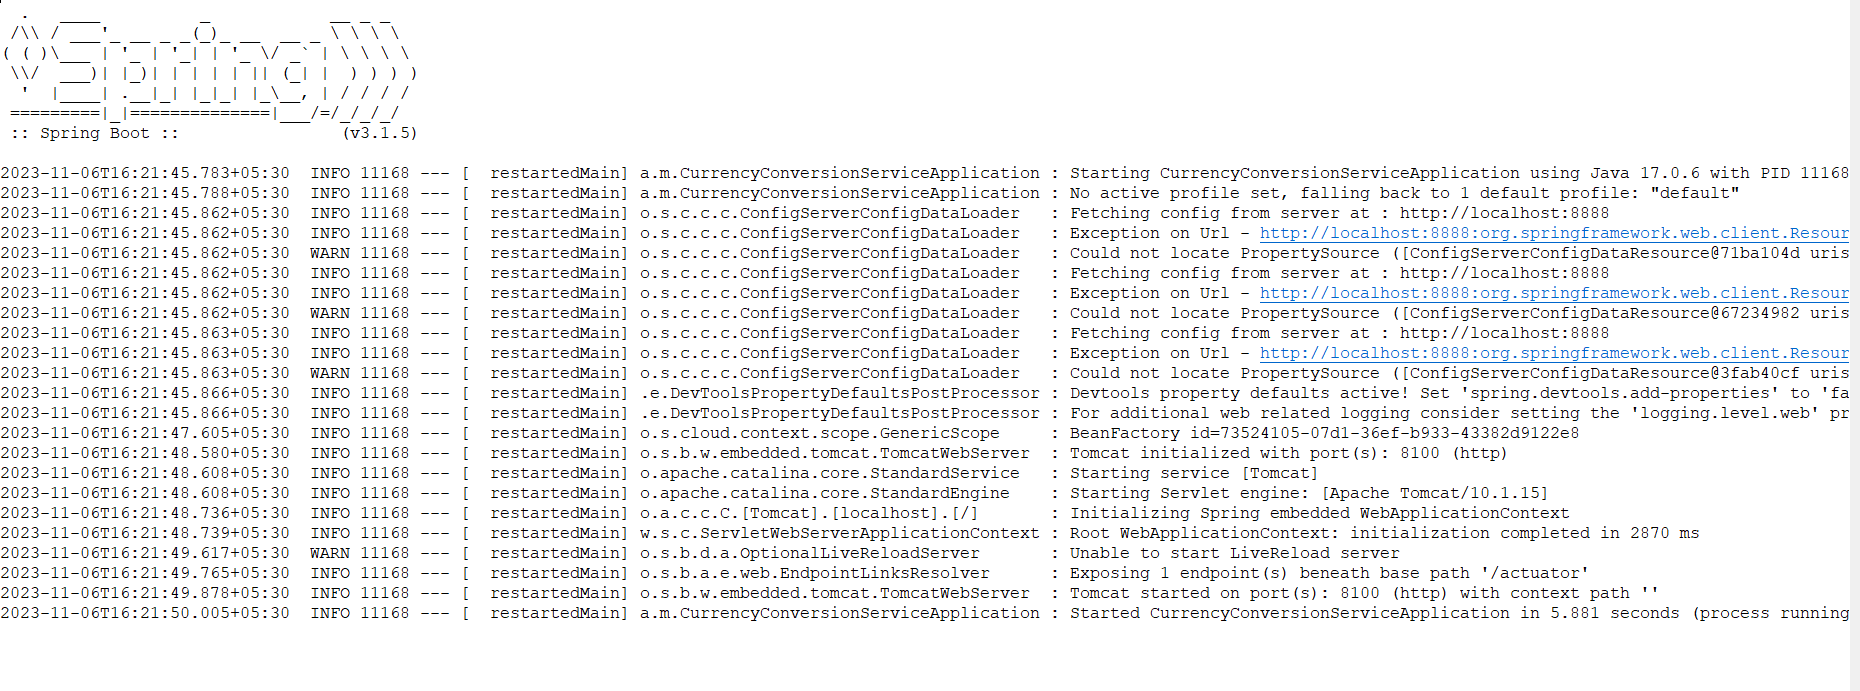 .   ____          _            __ _ _
 /\\ / ___'_ __ _ _(_)_ __  __ _ \ \ \ \
( ( )\___ | '_ | '_| | '_ \/ _` | \ \ \ \
 \\/  ___)| |_)| | | | | || (_| |  ) ) ) )
  '  |____| .__|_| |_|_| |_\__, | / / / /
 =========|_|==============|___/=/_/_/_/
 :: Spring Boot ::                (v3.1.5)
2023-11-06T16:21:45.783+05:30  INFO 11168 --- [  restartedMain] a.m.CurrencyConversionServiceApplication : Starting CurrencyConversionServiceApplication using Java 17.0.6 with PID 11168
2023-11-06T16:21:45.788+05:30  INFO 11168 --- [  restartedMain] a.m.CurrencyConversionServiceApplication : No active profile set, falling back to 1 default profile: "default"
2023-11-06T16:21:45.862+05:30  INFO 11168 --- [  restartedMain] o.s.c.c.c.ConfigServerConfigDataLoader   : Fetching config from server at : http://localhost:8888
2023-11-06T16:21:45.862+05:30  INFO 11168 --- [  restartedMain] o.s.c.c.c.ConfigServerConfigDataLoader   : Exception on Url - http://localhost:8888:org.springframework.web.client.Resour
2023-11-06T16:21:45.862+05:30  WARN 11168 --- [  restartedMain] o.s.c.c.c.ConfigServerConfigDataLoader   : Could not locate PropertySource ([ConfigServerConfigDataResource@71ba104d uris
2023-11-06T16:21:45.862+05:30  INFO 11168 --- [  restartedMain] o.s.c.c.c.ConfigServerConfigDataLoader   : Fetching config from server at : http://localhost:8888
2023-11-06T16:21:45.862+05:30  INFO 11168 --- [  restartedMain] o.s.c.c.c.ConfigServerConfigDataLoader   : Exception on Url - http://localhost:8888:org.springframework.web.client.Resour
2023-11-06T16:21:45.862+05:30  WARN 11168 --- [  restartedMain] o.s.c.c.c.ConfigServerConfigDataLoader   : Could not locate PropertySource ([ConfigServerConfigDataResource@67234982 uris
2023-11-06T16:21:45.863+05:30  INFO 11168 --- [  restartedMain] o.s.c.c.c.ConfigServerConfigDataLoader   : Fetching config from server at : http://localhost:8888
2023-11-06T16:21:45.863+05:30  INFO 11168 --- [  restartedMain] o.s.c.c.c.ConfigServerConfigDataLoader   : Exception on Url - http://localhost:8888:org.springframework.web.client.Resour
2023-11-06T16:21:45.863+05:30  WARN 11168 --- [  restartedMain] o.s.c.c.c.ConfigServerConfigDataLoader   : Could not locate PropertySource ([ConfigServerConfigDataResource@3fab40cf uris
2023-11-06T16:21:45.866+05:30  INFO 11168 --- [  restartedMain] .e.DevToolsPropertyDefaultsPostProcessor : Devtools property defaults active! Set 'spring.devtools.add-properties' to 'fa
2023-11-06T16:21:45.866+05:30  INFO 11168 --- [  restartedMain] .e.DevToolsPropertyDefaultsPostProcessor : For additional web related logging consider setting the 'logging.level.web' pr
2023-11-06T16:21:47.605+05:30  INFO 11168 --- [  restartedMain] o.s.cloud.context.scope.GenericScope     : BeanFactory id=73524105-07d1-36ef-b933-43382d9122e8
2023-11-06T16:21:48.580+05:30  INFO 11168 --- [  restartedMain] o.s.b.w.embedded.tomcat.TomcatWebServer  : Tomcat initialized with port(s): 8100 (http)
2023-11-06T16:21:48.608+05:30  INFO 11168 --- [  restartedMain] o.apache.catalina.core.StandardService   : Starting service [Tomcat]
2023-11-06T16:21:48.608+05:30  INFO 11168 --- [  restartedMain] o.apache.catalina.core.StandardEngine    : Starting Servlet engine: [Apache Tomcat/10.1.15]
2023-11-06T16:21:48.736+05:30  INFO 11168 --- [  restartedMain] o.a.c.c.C.[Tomcat].[localhost].[/]       : Initializing Spring embedded WebApplicationContext
2023-11-06T16:21:48.739+05:30  INFO 11168 --- [  restartedMain] w.s.c.ServletWebServerApplicationContext : Root WebApplicationContext: initialization completed in 2870 ms
2023-11-06T16:21:49.617+05:30  WARN 11168 --- [  restartedMain] o.s.b.d.a.OptionalLiveReloadServer       : Unable to start LiveReload server
2023-11-06T16:21:49.765+05:30  INFO 11168 --- [  restartedMain] o.s.b.a.e.web.EndpointLinksResolver      : Exposing 1 endpoint(s) beneath base path '/actuator'
2023-11-06T16:21:49.878+05:30  INFO 11168 --- [  restartedMain] o.s.b.w.embedded.tomcat.TomcatWebServer  : Tomcat started on port(s): 8100 (http) with context path ''
2023-11-06T16:21:50.005+05:30  INFO 11168 --- [  restartedMain] a.m.CurrencyConversionServiceApplication : Started CurrencyConversionServiceApplication in 5.881 seconds (process running